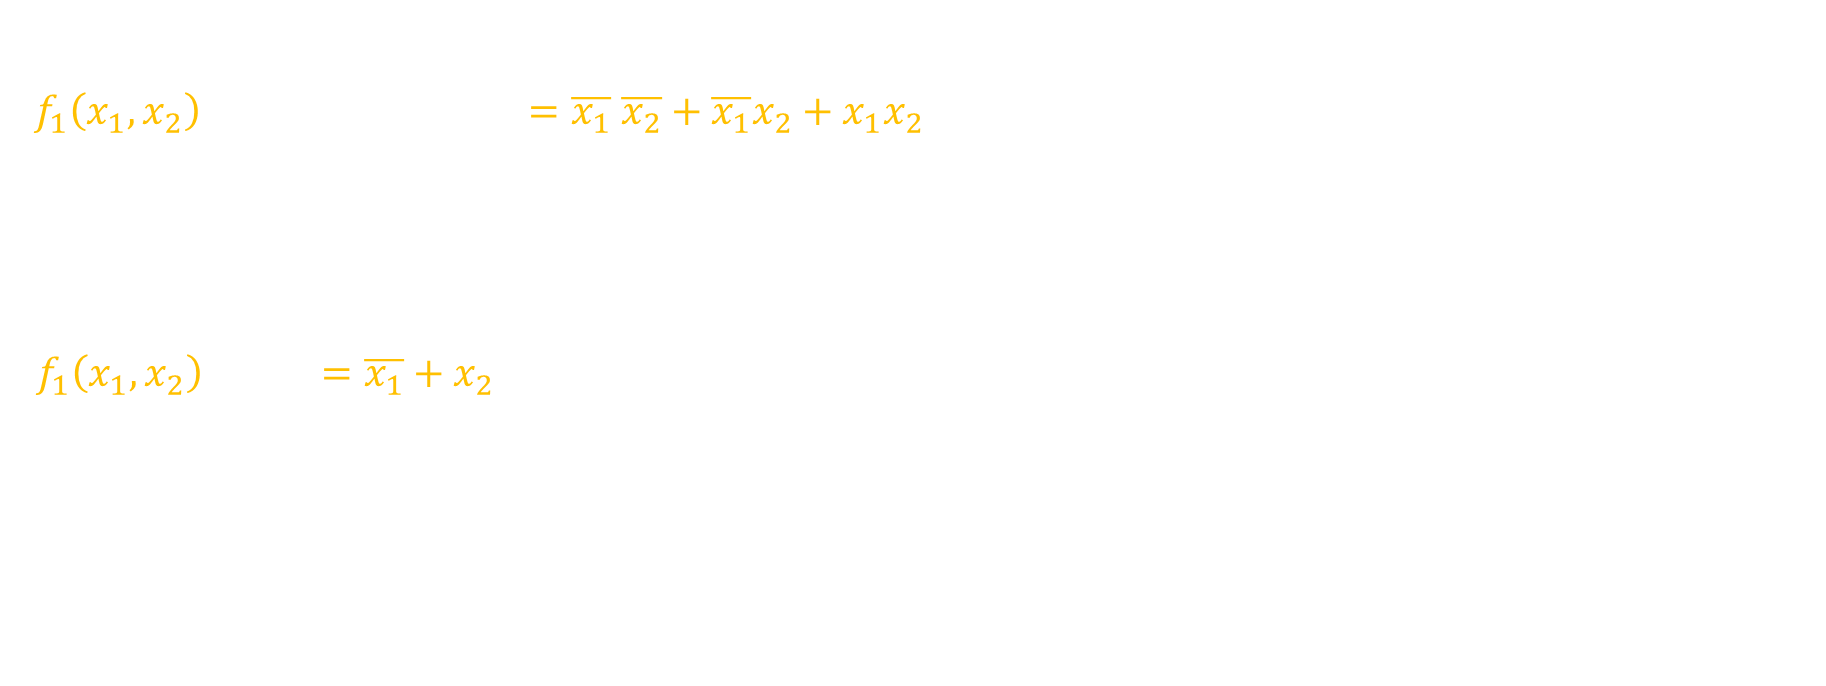 f₁(x₁, x₂) = x̅₁ x̅₂ + x̅₁x₂ + x₁x₂
f₁(x₁, x₂) = x̅₁ + x₂